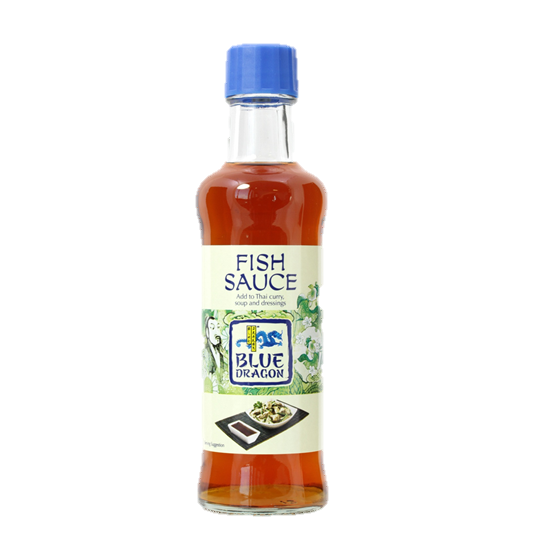 FISH
SAUCE
Add to Thai curry,
soup and dressings
BLUE
DRAGON